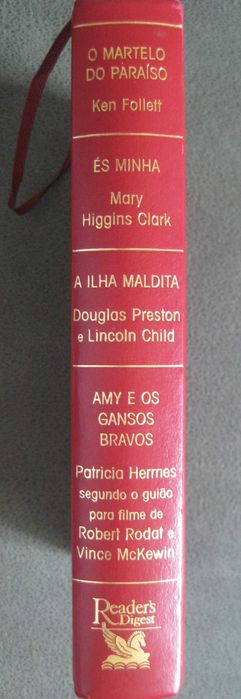 O MARTELO
DO PARAÍSO
Ken Follett
ÉS MINHA
Mary
Higgins Clark
A ILHA MALDITA
Douglas Preston
e Lincoln Child
AMY E OS
GANSOS
BRAVOS
Patricia Hermes
segundo o guião
para filme de
Robert Rodat e
Vince McKewin
Reader's
Digest